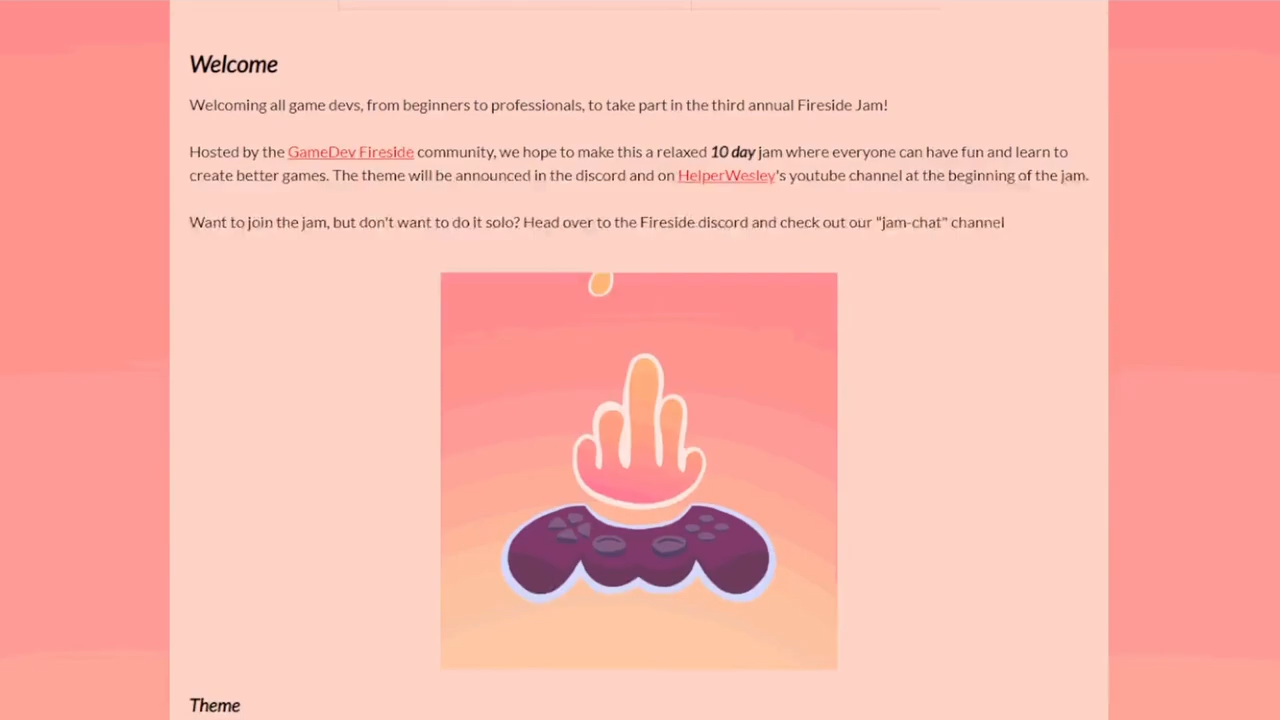 Welcome
Welcoming all game devs, from beginners to professionals, to take part in the third annual Fireside Jam!
Hosted by the GameDev Fireside community, we hope to make this a relaxed 10 day jam where everyone can have fun and learn to
create better games. The theme will be announced in the discord and on HelperWesley's youtube channel at the beginning of the jam.
Want to join the jam, but don't want to do it solo? Head over to the Fireside discord and check out our "jam-chat" channel
Theme